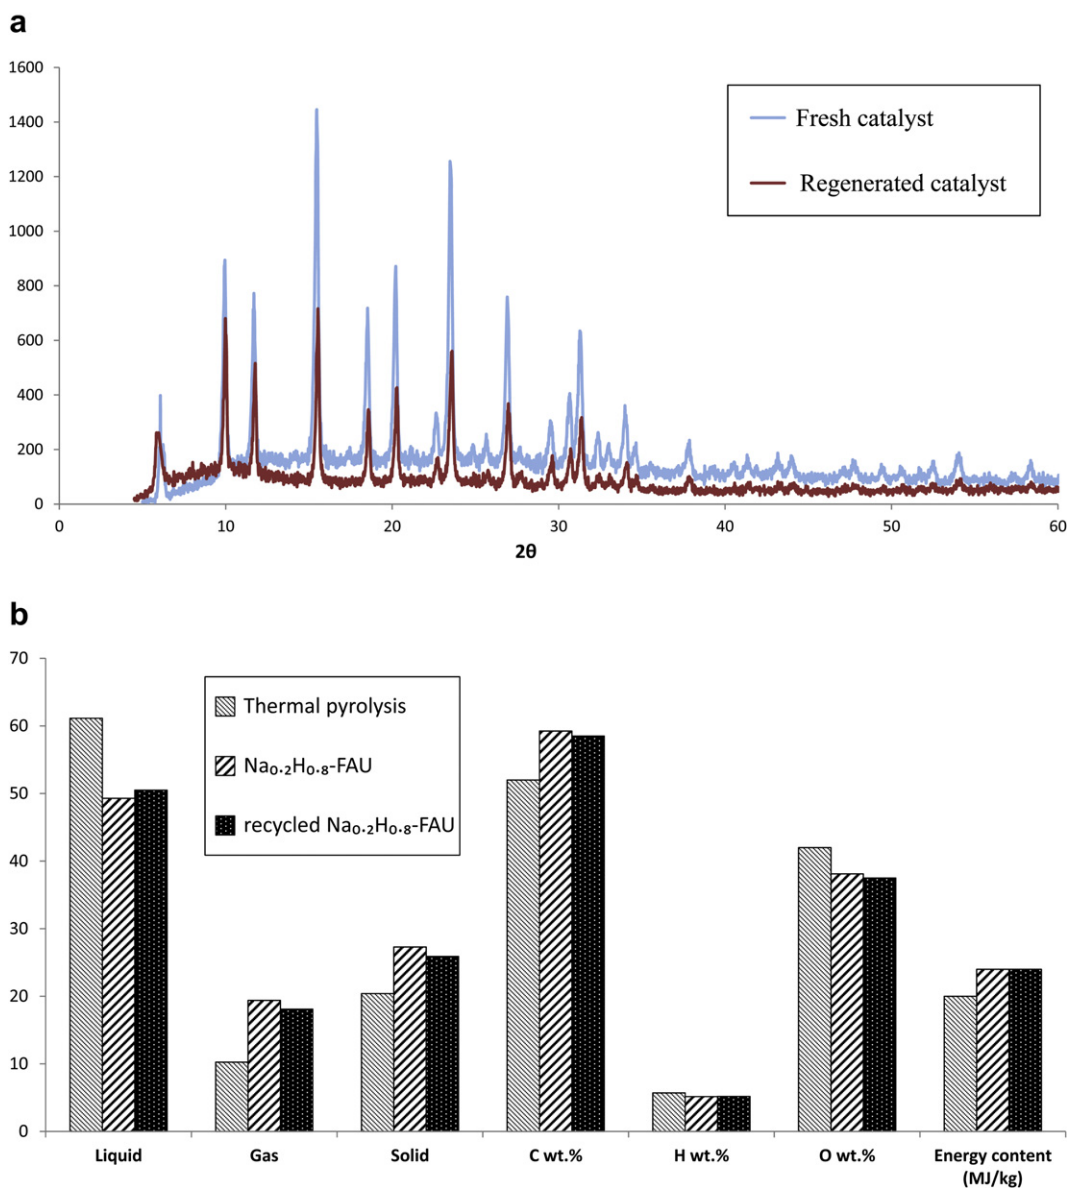 a
1600
1400
1200
1000
800
600
400
200
0
0 10 20 30 40 50 60
2θ
Fresh catalyst
Regenerated catalyst
b
70
60
50
40
30
20
10
0
Thermal pyrolysis
Na₀.₂H₀.₈-FAU
recycled Na₀.₂H₀.₈-FAU
Liquid Gas Solid C wt.% H wt.% O wt.% Energy content
(MJ/kg)